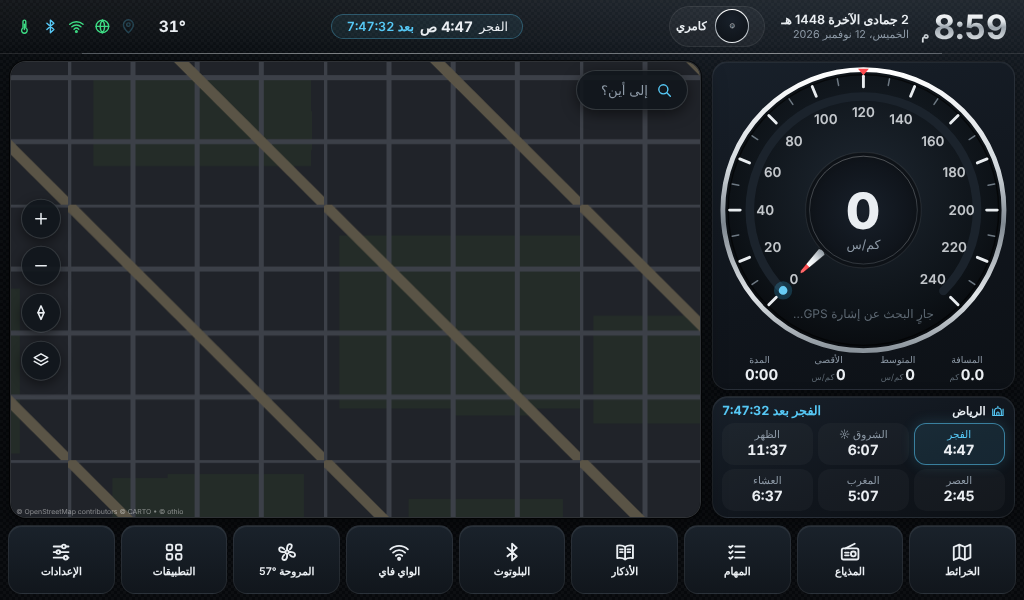 8:59 م
2 جمادى الآخرة 1448 هـ
الخميس، 12 نوفمبر 2026
كامري
الفجر 4:47 ص بعد 7:47:32
31°
إلى أين؟
0
20
40
60
80
100
120
140
160
180
200
220
240
0
كم/س
جارٍ البحث عن إشارة GPS...
المسافة
0.0 كم
المتوسط
0 كم/س
الأقصى
0 كم/س
المدة
0:00
الرياض
الفجر بعد 7:47:32
الفجر
4:47
الشروق
6:07
الظهر
11:37
العصر
2:45
المغرب
5:07
العشاء
6:37
© OpenStreetMap contributors © CARTO • © othlo
الخرائط
المذياع
المهام
الأذكار
البلوتوث
الواي فاي
المروحة 57°
التطبيقات
الإعدادات